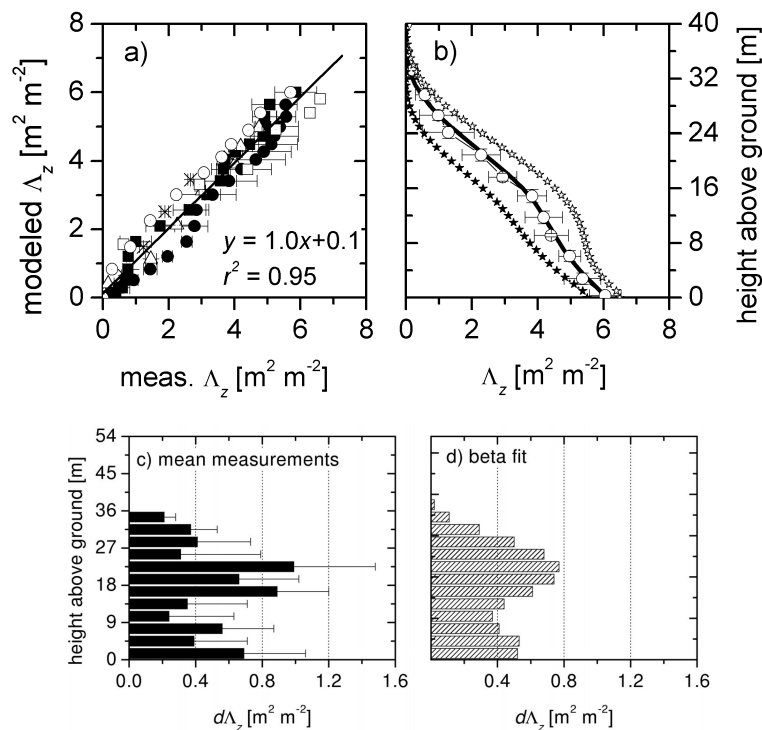 a)
modeled Λz [m² m⁻²]
8
6
4
2
0
y = 1.0x+0.1
r² = 0.95
0 2 4 6 8
meas. Λz [m² m⁻²]
b)
40
32
24
16
8
0
height above ground [m]
0 2 4 6 8
Λz [m² m⁻²]
c) mean measurements
height above ground [m]
54
45
36
27
18
9
0
0.0 0.4 0.8 1.2 1.6
dΛz [m² m⁻²]
d) beta fit
0.4 0.8 1.2 1.6
dΛz [m² m⁻²]